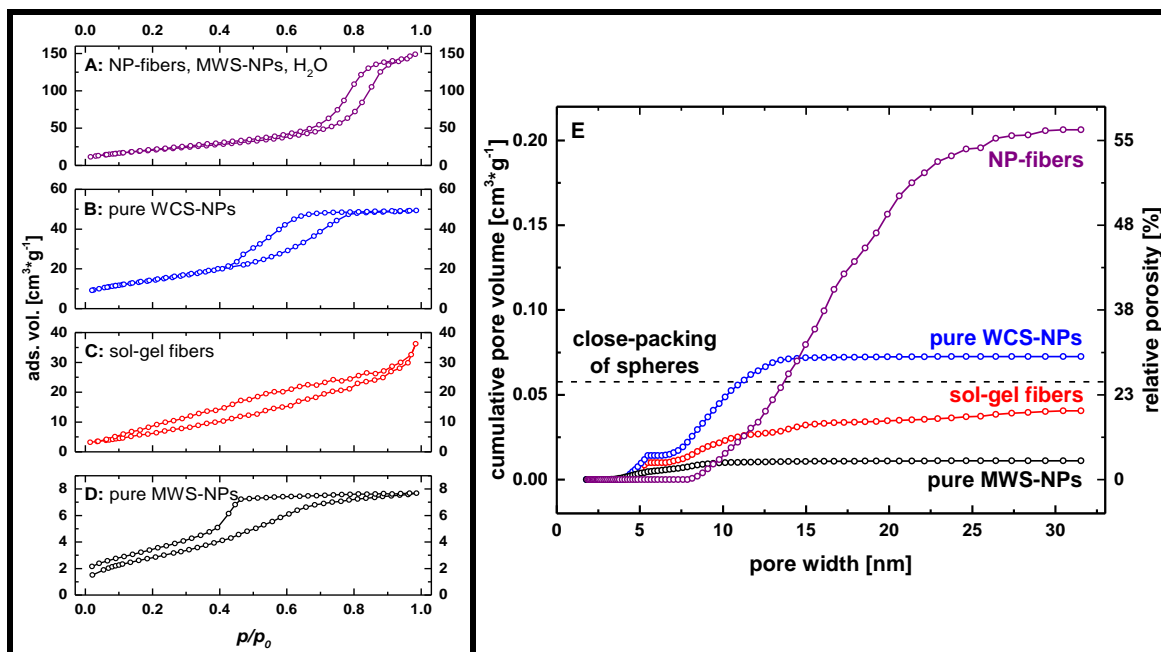 0.0 0.2 0.4 0.6 0.8 1.0
A: NP-fibers, MWS-NPs, H2O
150 150
100 100
50 50
0 0
B: pure WCS-NPs
60 60
40 40
20 20
0 0
C: sol-gel fibers
40 40
30 30
20 20
10 10
0 0
D: pure MWS-NPs
8 8
6 6
4 4
2 2
0 0
0.0 0.2 0.4 0.6 0.8 1.0
p/p0
ads. vol. [cm3*g-1]
E
NP-fibers
close-packing
of spheres
pure WCS-NPs
sol-gel fibers
pure MWS-NPs
0.20
0.15
0.10
0.05
0.00
55
48
38
23
0
5 10 15 20 25 30
pore width [nm]
cumulative pore volume [cm3*g-1]
relative porosity [%]